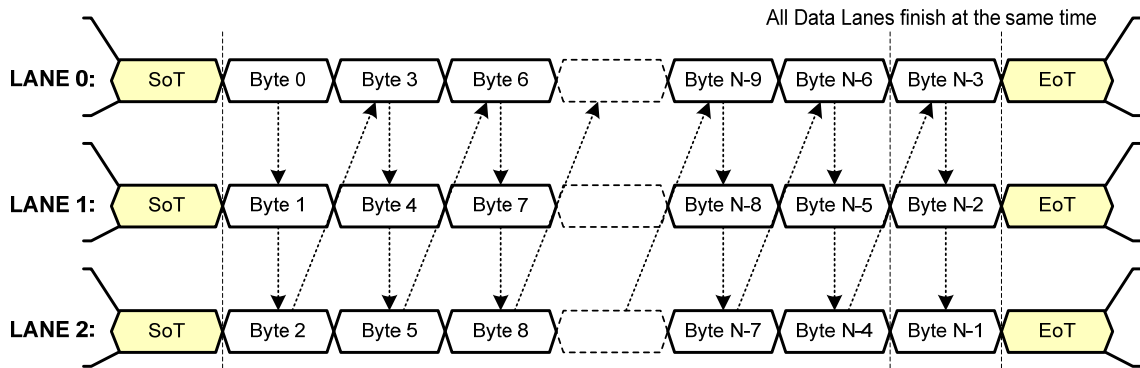 All Data Lanes finish at the same time
LANE 0: SoT Byte 0 Byte 3 Byte 6 Byte N-9 Byte N-6 Byte N-3 EoT
LANE 1: SoT Byte 1 Byte 4 Byte 7 Byte N-8 Byte N-5 Byte N-2 EoT
LANE 2: SoT Byte 2 Byte 5 Byte 8 Byte N-7 Byte N-4 Byte N-1 EoT